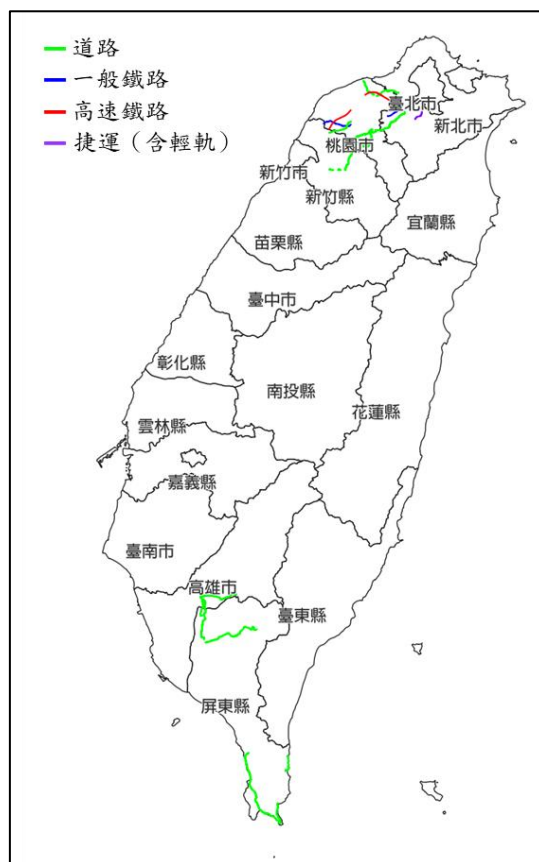 道路
一般鐵路
高速鐵路
捷運（含輕軌）
臺北市
新北市
桃園市
新竹市
新竹縣
宜蘭縣
苗栗縣
臺中市
彰化縣
南投縣
花蓮縣
雲林縣
嘉義縣
臺南市
高雄市
臺東縣
屏東縣